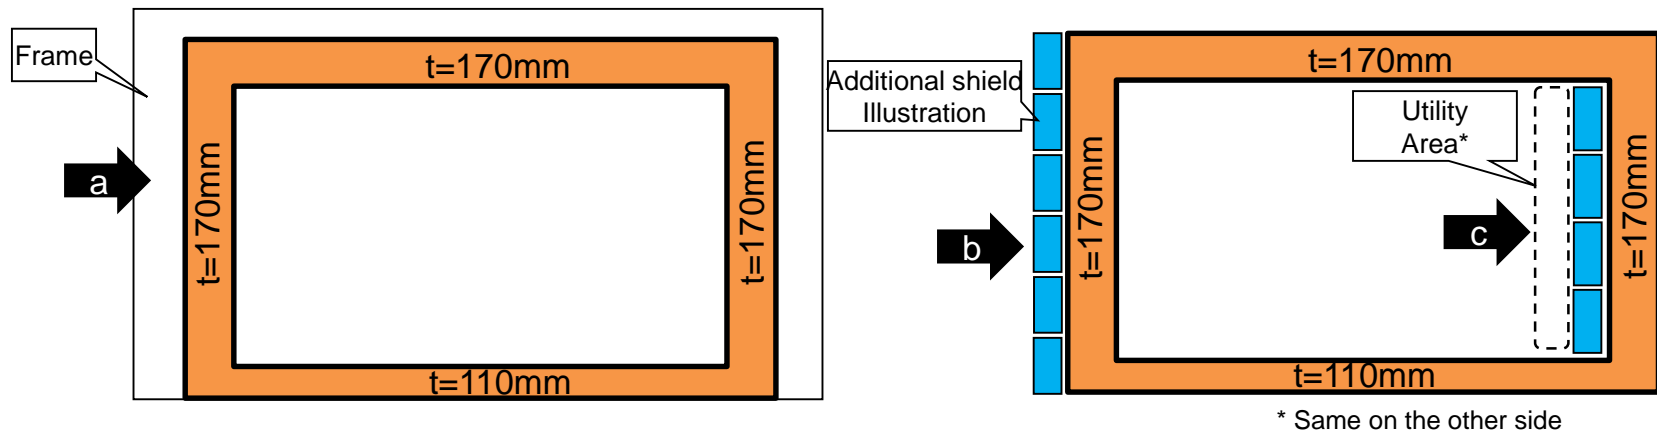 Frame
t=170mm
t=170mm
t=170mm
t=110mm
a
Additional shield
Illustration
t=170mm
Utility
Area*
t=170mm
t=170mm
b
c
t=110mm
* Same on the other side